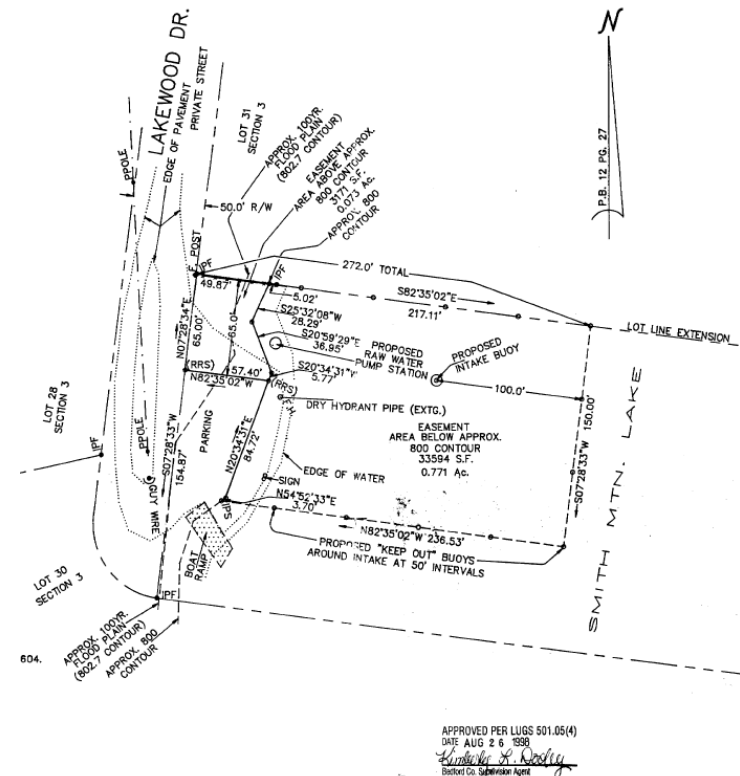 LAKEWOOD DR.
EDGE OF PAVEMENT
PRIVATE STREET
PPOLE
LOT 31
SECTION 3
APPROX. 100YR.
FLOOD PLAIN
(802.7 CONTOUR)
EASEMENT
AREA ABOVE APPROX.
800 CONTOUR
3171 S.F.
0.073 Ac.
APPROX. 800
CONTOUR
N
P.B. 12 PG. 27
50.0' R/W
POST
IPF
49.87'
IPF
272.0' TOTAL
5.02'
S82°35'02"E
217.11'
LOT LINE EXTENSION
N07°28'34"E
65.00'
65.0'
S25°32'08"W
28.29'
S20°59'29"E
36.95'
PROPOSED
RAW WATER
PUMP STATION
PROPOSED
INTAKE BUOY
100.0'
(RRS)
57.40'
N82°35'02"W
S20°34'31"W
5.77'
(RRS)
F.H.
DRY HYDRANT PIPE (EXTG.)
EASEMENT
AREA BELOW APPROX.
800 CONTOUR
33594 S.F.
0.771 Ac.
150.00'
S07°28'33"W
SMITH MTN. LAKE
LOT 28
SECTION 3
IPF
PPOLE
GUY WIRE
S07°28'33"W
154.87'
PARKING
N20°34'31"E
84.72'
EDGE OF WATER
SIGN
N54°52'33"E
3.70'
IPS
N82°35'02"W 236.53'
PROPOSED "KEEP OUT" BUOYS
AROUND INTAKE AT 50' INTERVALS
BOAT
RAMP
LOT 30
SECTION 3
IPF
APPROX. 100YR.
FLOOD PLAIN
(802.7 CONTOUR)
APPROX. 800
CONTOUR
604.
APPROVED PER LUGS 501.05(4)
DATE AUG 26 1998
Kimberley R. Dooley
Bedford Co. Subdivision Agent